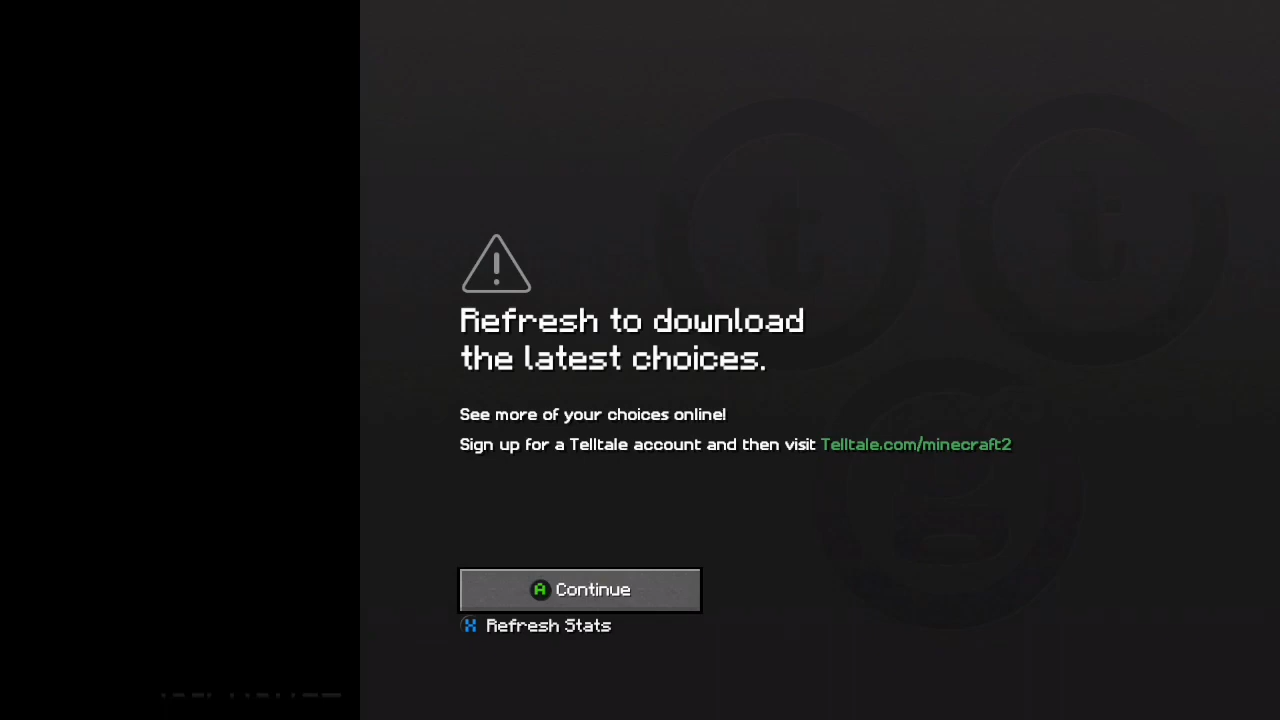 Refresh to download
the latest choices.
See more of your choices online!
Sign up for a Telltale account and then visit Telltale.com/minecraft2
A Continue
X Refresh Stats